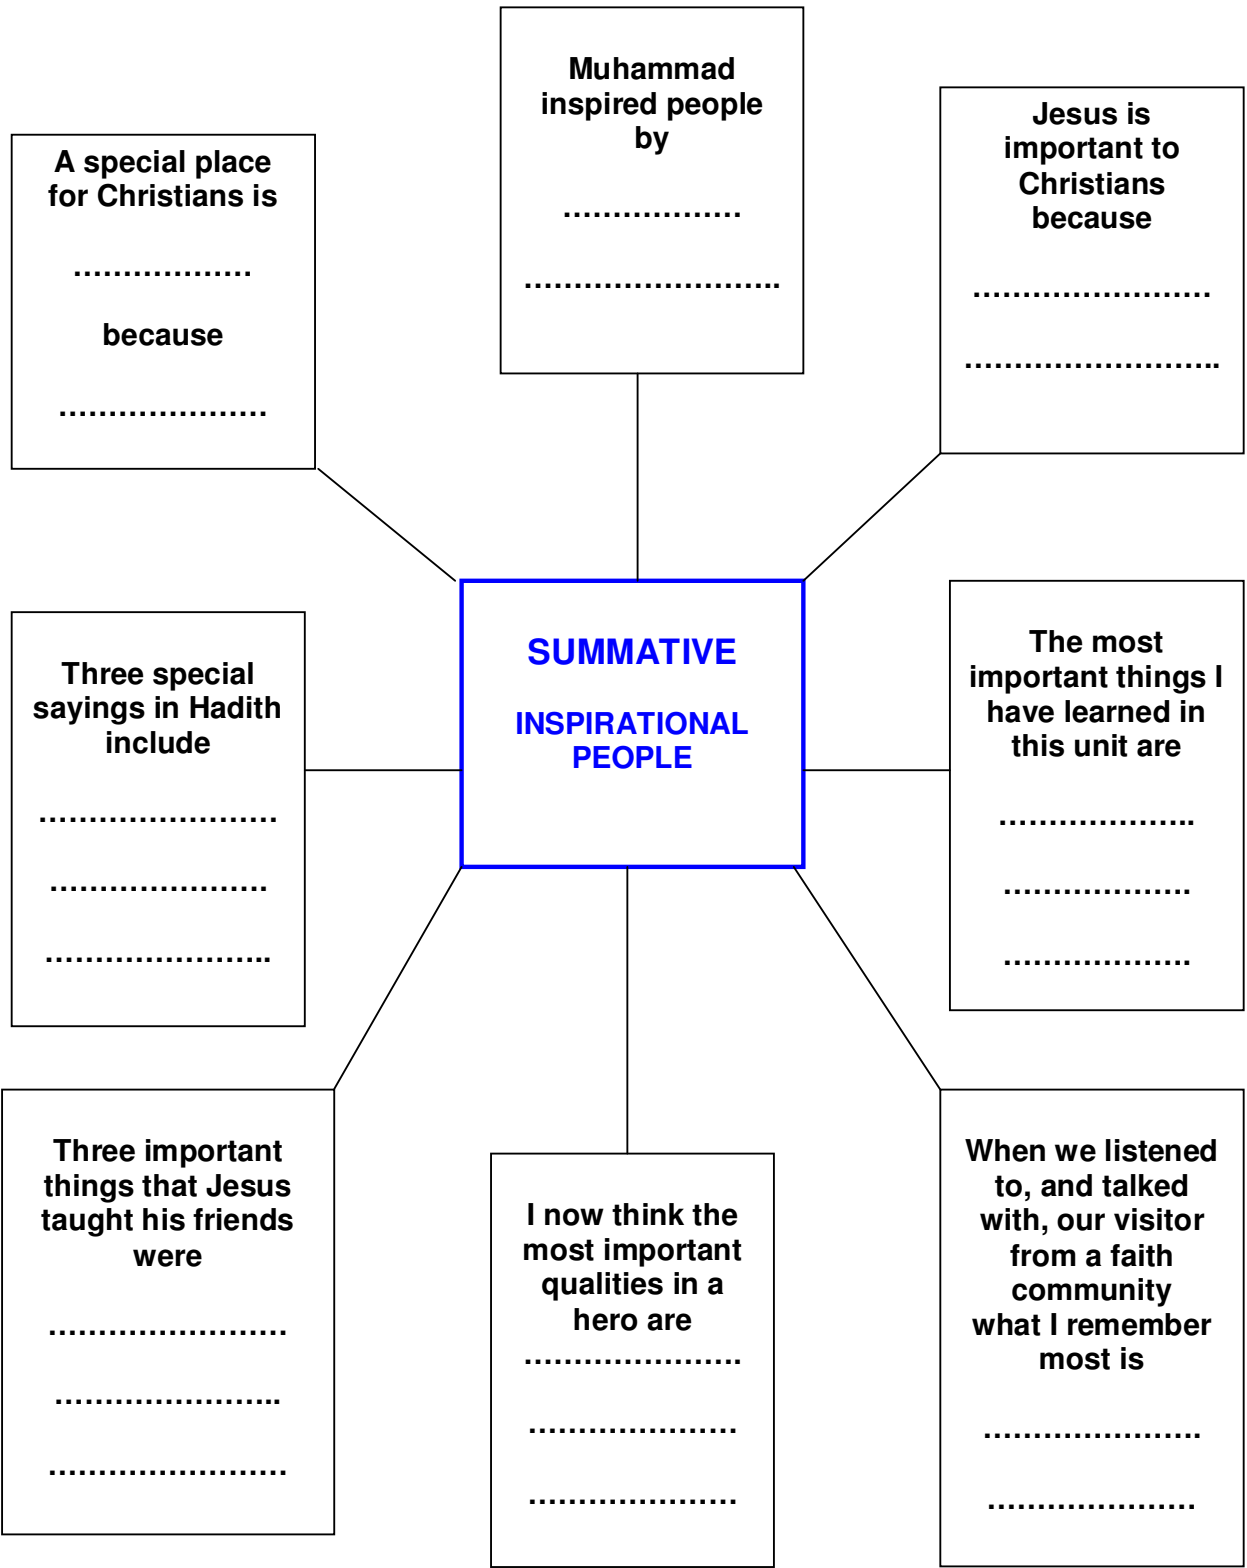 Muhammad
inspired people
by
………………
……………………..
Jesus is
important to
Christians
because
……………………
……………………..
A special place
for Christians is
………………
because
…………………
SUMMATIVE
INSPIRATIONAL
PEOPLE
Three special
sayings in Hadith
include
……………………
………………….
…………………..
The most
important things I
have learned in
this unit are
………………..
……………….
……………….
Three important
things that Jesus
taught his friends
were
……………………
…………………..
……………………
I now think the
most important
qualities in a
hero are
………………….
…………………
…………………
When we listened
to, and talked
with, our visitor
from a faith
community
what I remember
most is
………………….
…………………